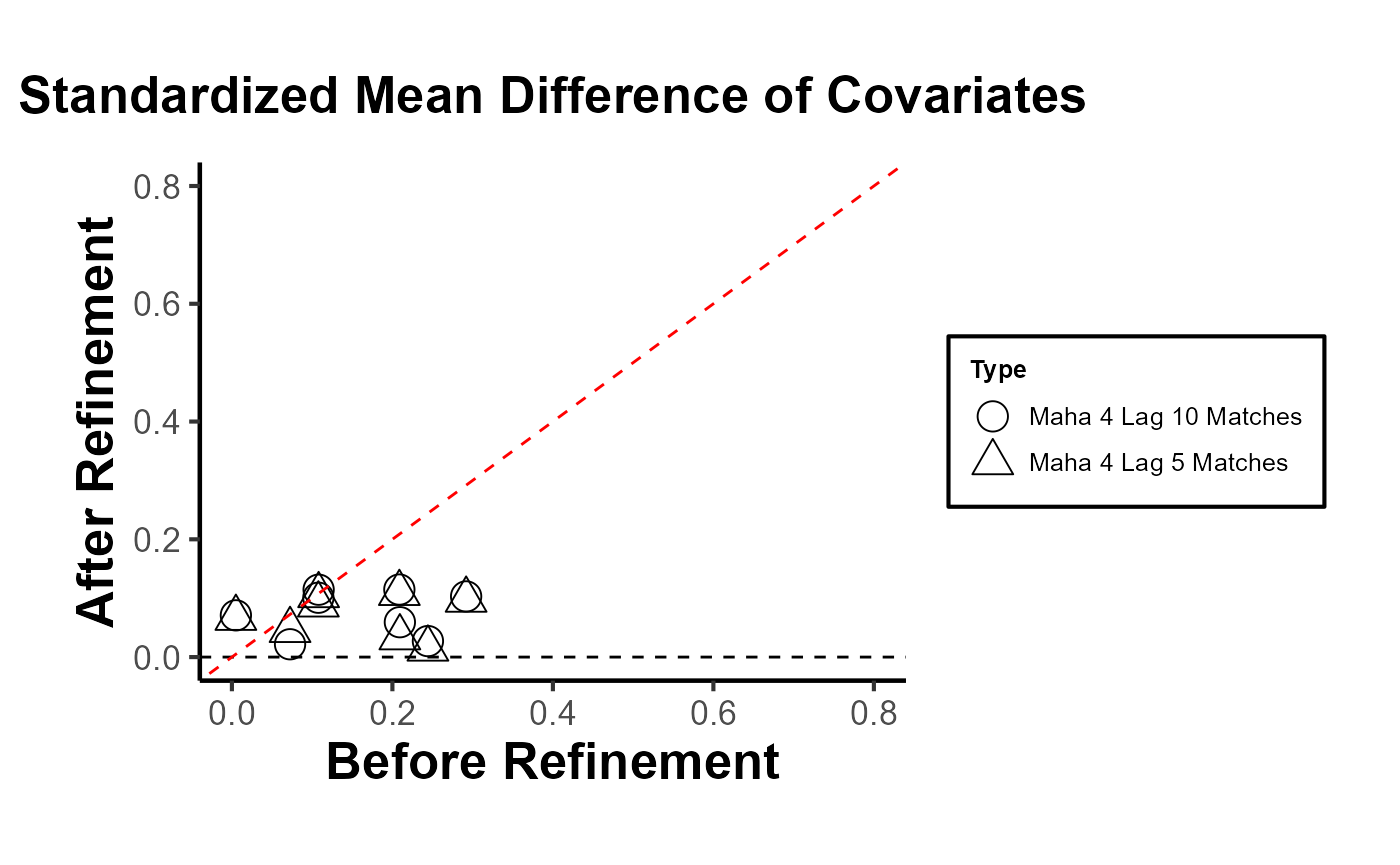 Standardized Mean Difference of Covariates
After Refinement
0.8
0.6
0.4
0.2
0.0
0.0 0.2 0.4 0.6 0.8
Before Refinement
Type
Maha 4 Lag 10 Matches
Maha 4 Lag 5 Matches